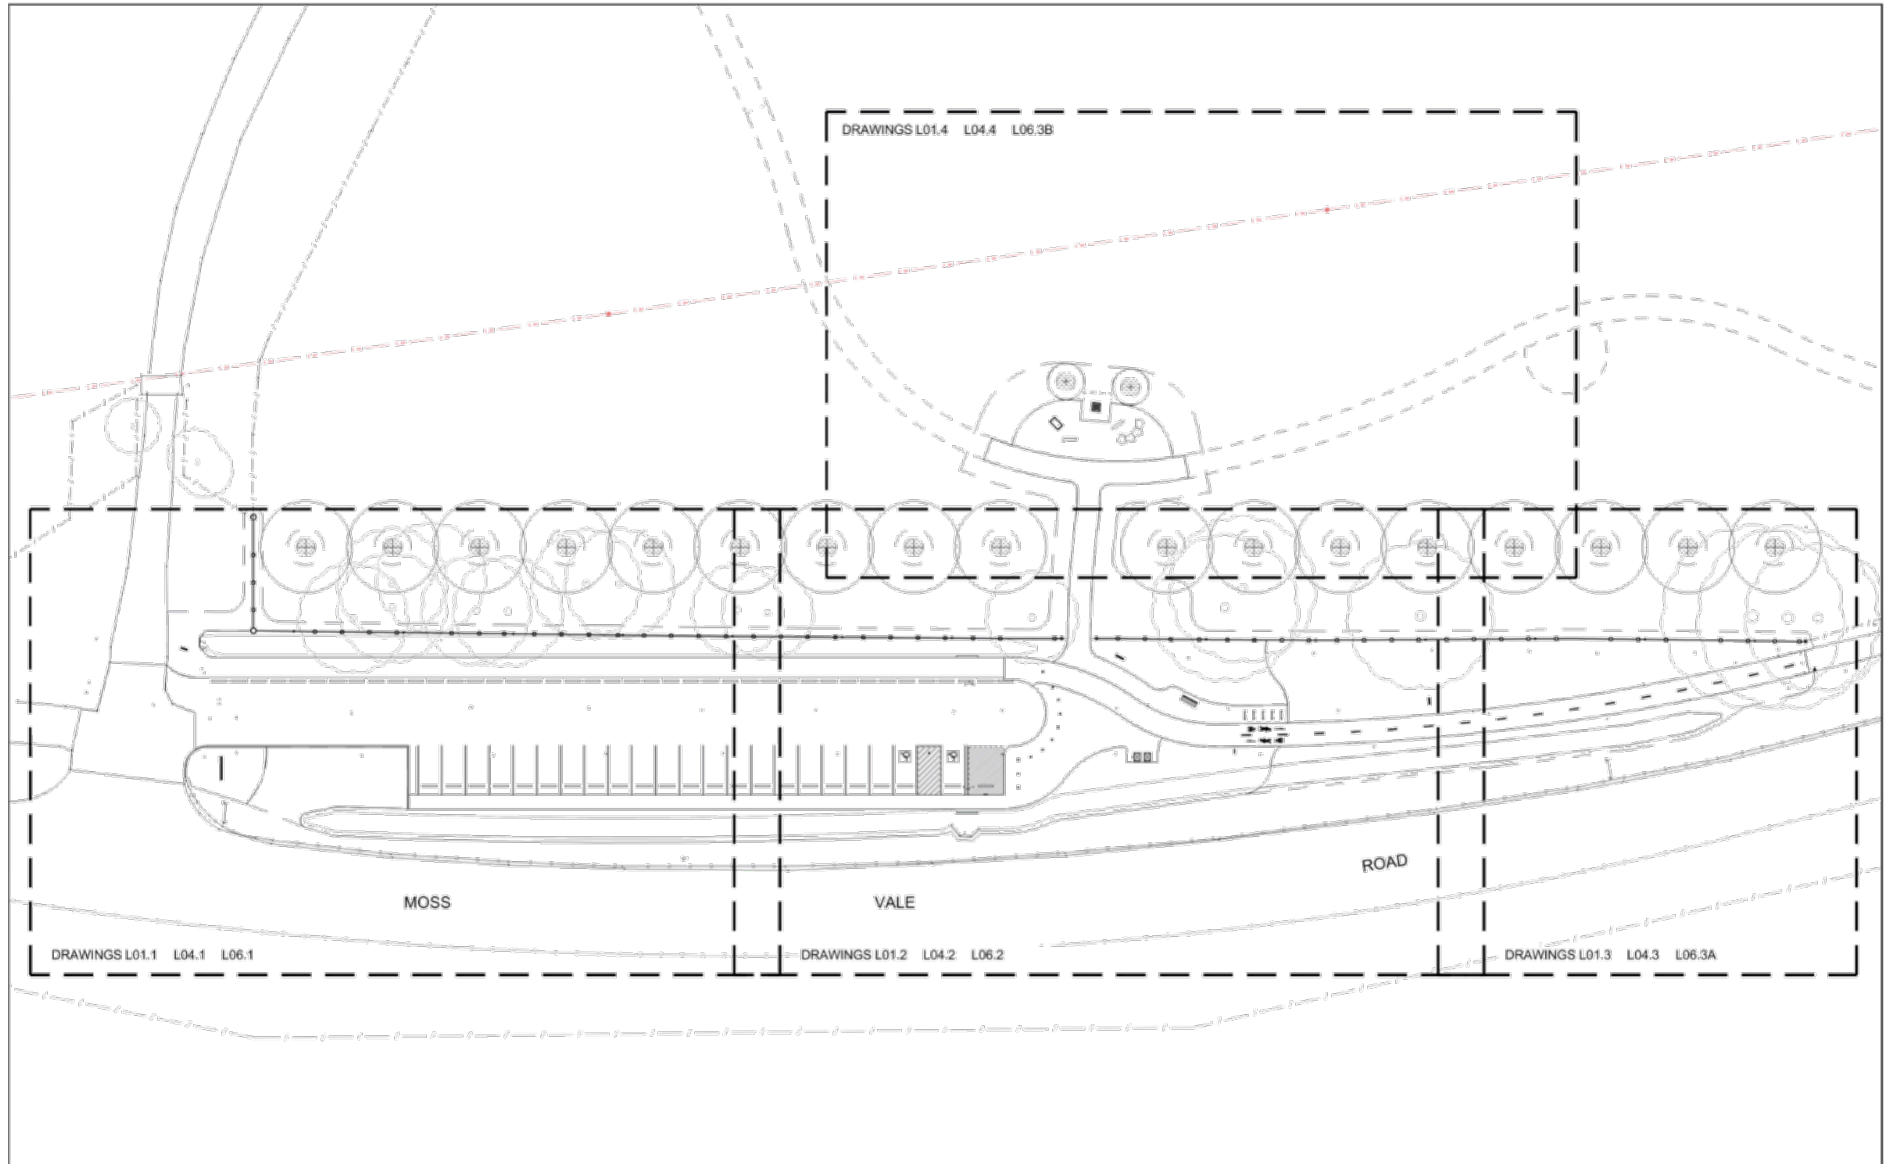 DRAWINGS L01.4 L04.4 L06.3B
MOSS VALE ROAD
DRAWINGS L01.1 L04.1 L06.1
DRAWINGS L01.2 L04.2 L06.2
DRAWINGS L01.3 L04.3 L06.3A